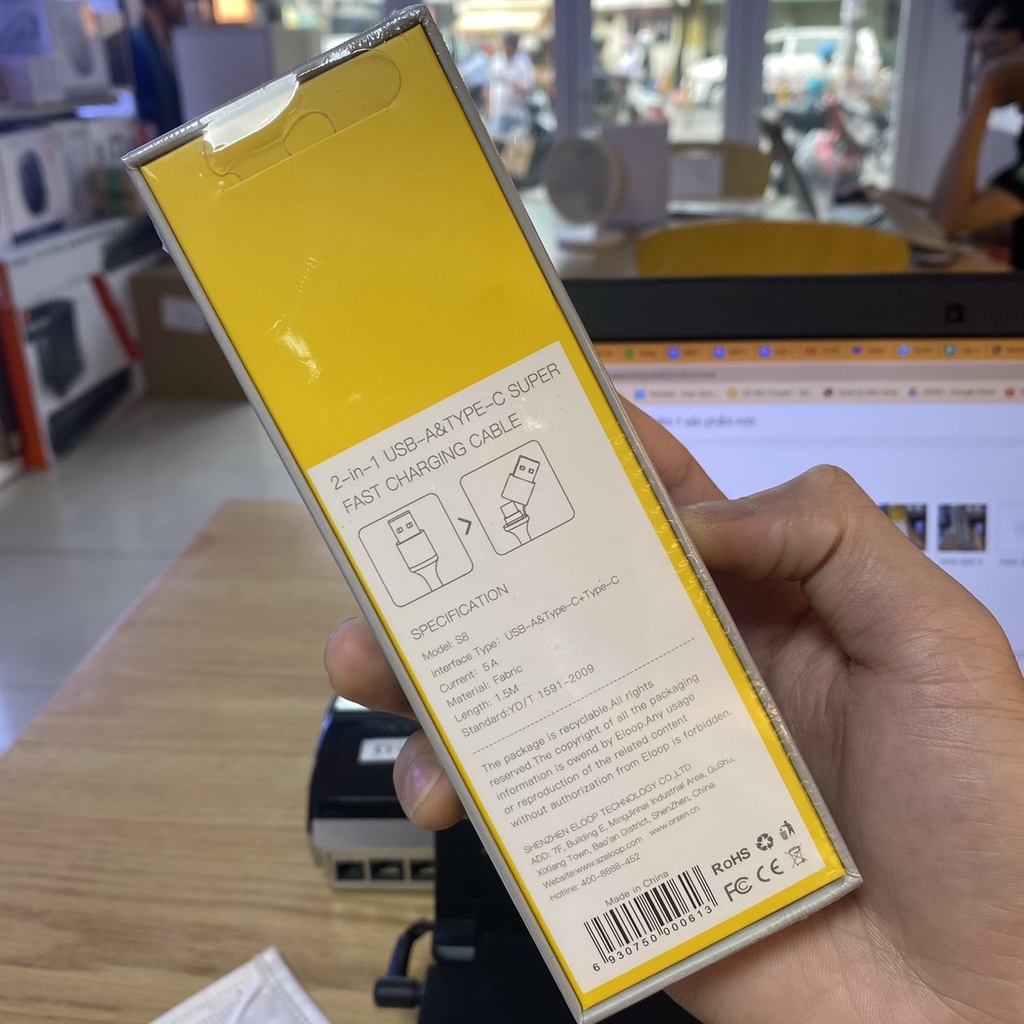 2-in-1 USB-A&TYPE-C SUPER
FAST CHARGING CABLE
SPECIFICATION
Model: S8
Interface Type: USB-A&Type-C+Type-C
Current: 5A
Material: Fabric
Length: 1.5M
Standard:YD/T 1591-2009
The package is recyclable.All rights
reserved.The copyright of all the packaging
information is owend by Eloop.Any usage
or reproduction of the related content
without authorization from Eloop is forbidden.
SHENZHEN ELOOP TECHNOLOGY CO.,LTD
ADD: 7F, Building E, MingJinhai Industrial Area, GuShu,
XiXiang Town, Bao'an District, ShenZhen, China.
Website:www.szeloop.com www.orsen.cn
Hotline: 400-8888-452
Made in China
RoHS
FC CE
6 930750 000613